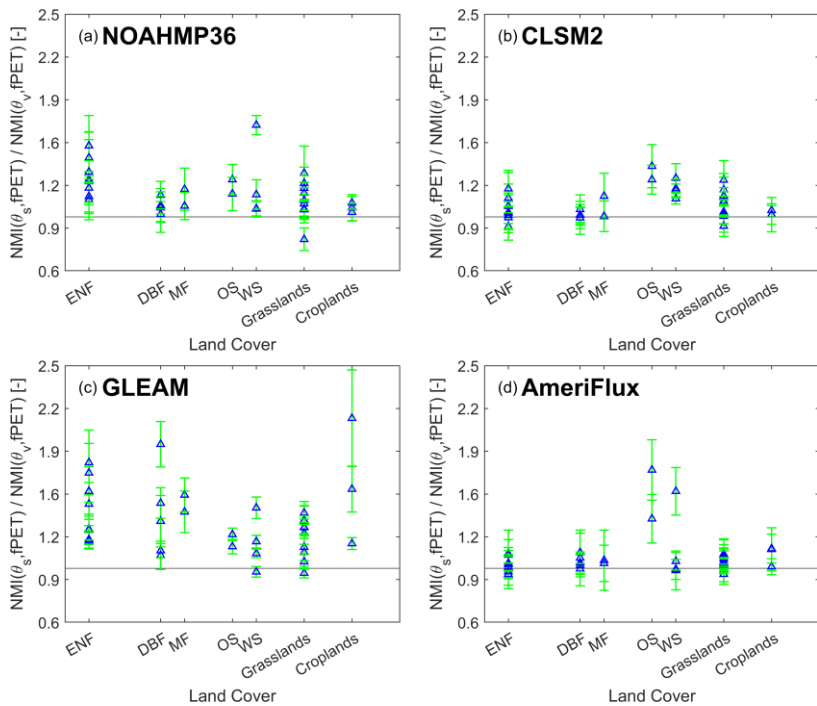 (a) NOAHMP36
NMI(θs,fPET) / NMI(θv,fPET) [-]
2.5
2.2
1.9
1.6
1.2
0.9
0.6
ENF
DBF
MF
OS
WS
Grasslands
Croplands
Land Cover
(b) CLSM2
NMI(θs,fPET) / NMI(θv,fPET) [-]
2.5
2.2
1.9
1.6
1.2
0.9
0.6
ENF
DBF
MF
OS
WS
Grasslands
Croplands
Land Cover
(c) GLEAM
NMI(θs,fPET) / NMI(θv,fPET) [-]
2.5
2.2
1.9
1.6
1.2
0.9
0.6
ENF
DBF
MF
OS
WS
Grasslands
Croplands
Land Cover
(d) AmeriFlux
NMI(θs,fPET) / NMI(θv,fPET) [-]
2.5
2.2
1.9
1.6
1.2
0.9
0.6
ENF
DBF
MF
OS
WS
Grasslands
Croplands
Land Cover